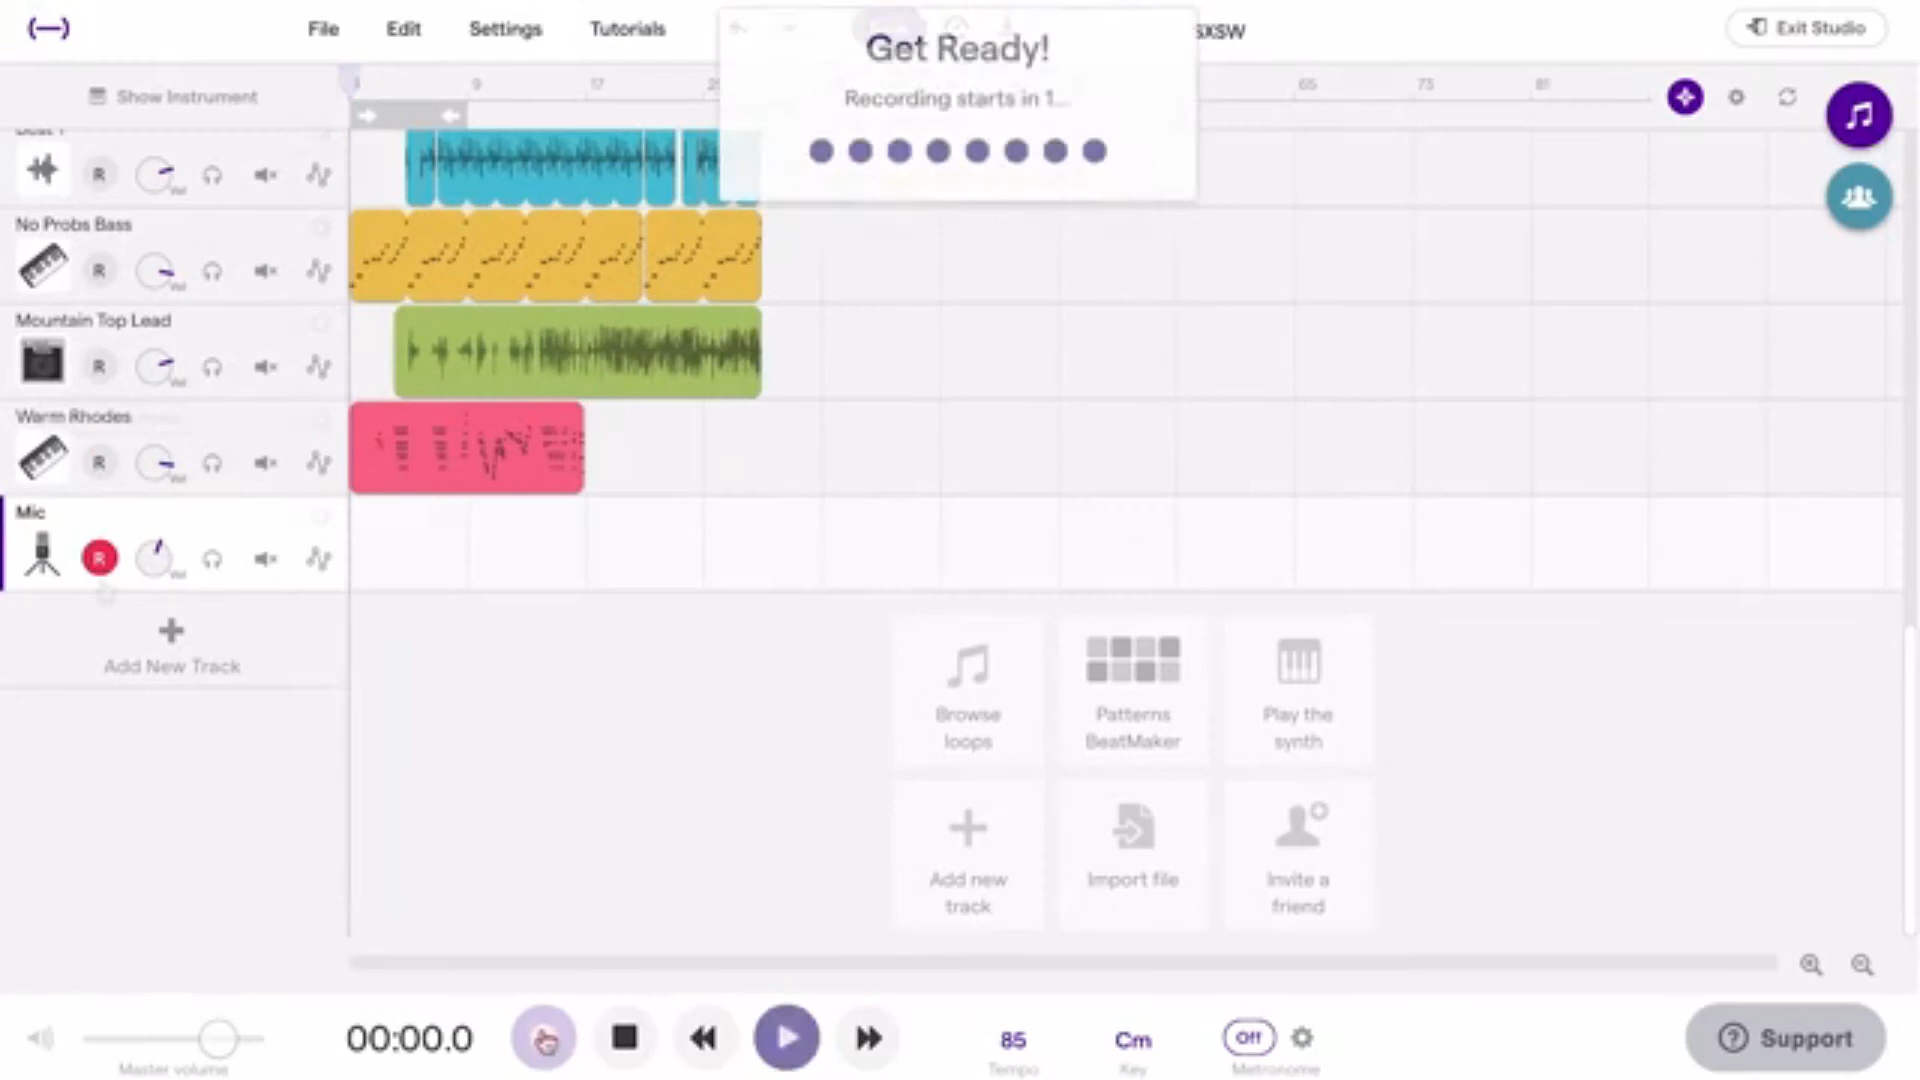 File Edit Settings Tutorials
SXSW
Exit Studio
Get Ready!
Recording starts in 1...
Show Instrument
9 17 65 73 81
R
No Probs Bass
R
Mountain Top Lead
R
Warm Rhodes
R
Mic
R
Add New Track
Browse
loops
Patterns
BeatMaker
Play the
synth
Add new
track
Import file
Invite a
friend
00:00.0
85
Tempo
Cm
Key
Off
Metronome
Master volume
Support